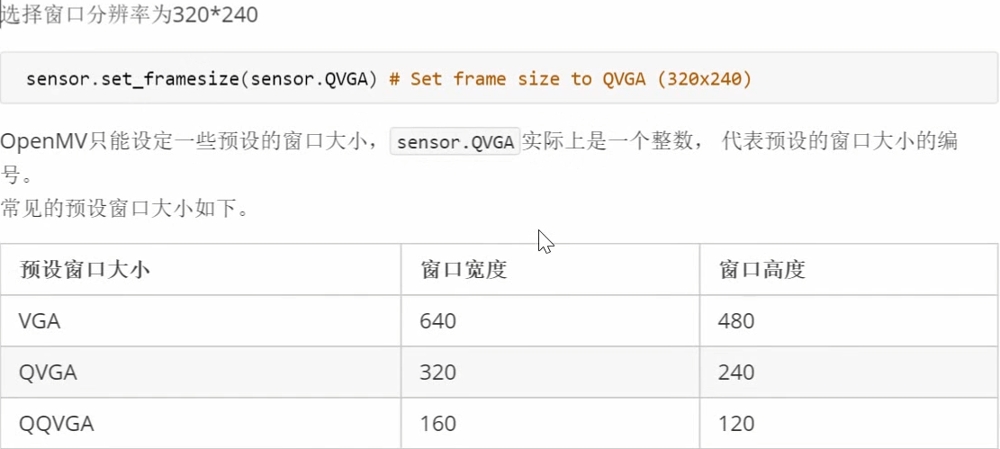 选择窗口分辨率为320*240
sensor.set_framesize(sensor.QVGA) # Set frame size to QVGA (320x240)
OpenMV只能设定一些预设的窗口大小，sensor.QVGA实际上是一个整数， 代表预设的窗口大小的编
号。
常见的预设窗口大小如下。
预设窗口大小 窗口宽度 窗口高度
VGA 640 480
QVGA 320 240
QQVGA 160 120